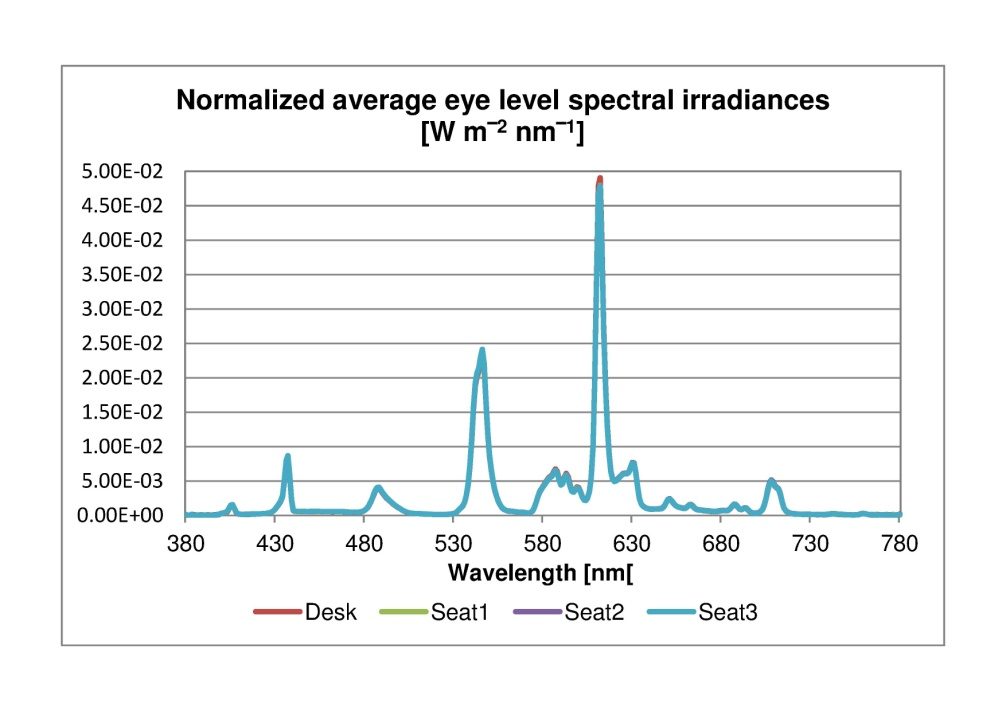 Normalized average eye level spectral irradiances
[W m⁻² nm⁻¹]
5.00E-02
4.50E-02
4.00E-02
3.50E-02
3.00E-02
2.50E-02
2.00E-02
1.50E-02
1.00E-02
5.00E-03
0.00E+00
380 430 480 530 580 630 680 730 780
Wavelength [nm[
Desk Seat1 Seat2 Seat3